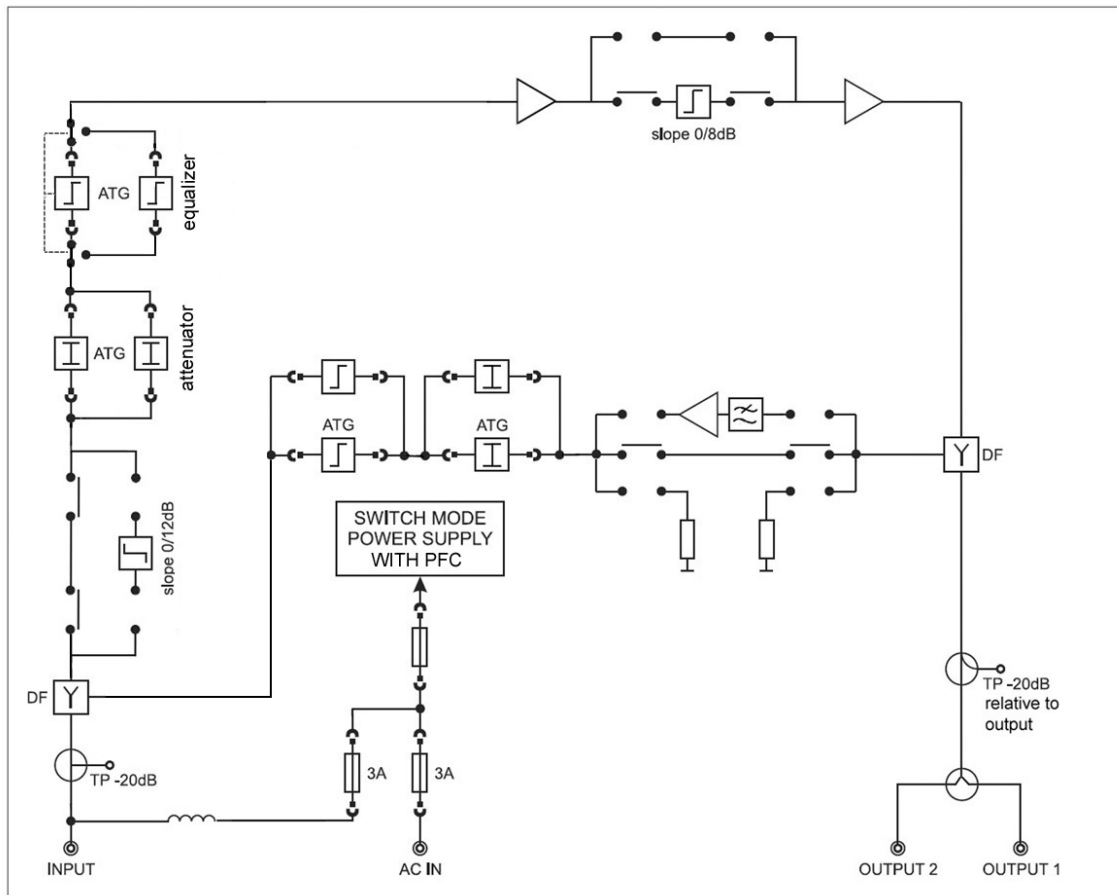 slope 0/8dB
ATG
equalizer
ATG
attenuator
ATG
ATG
DF
SWITCH MODE
POWER SUPPLY
WITH PFC
slope 0/12dB
DF
TP -20dB
relative to
output
TP -20dB
3A
3A
INPUT
AC IN
OUTPUT 2
OUTPUT 1